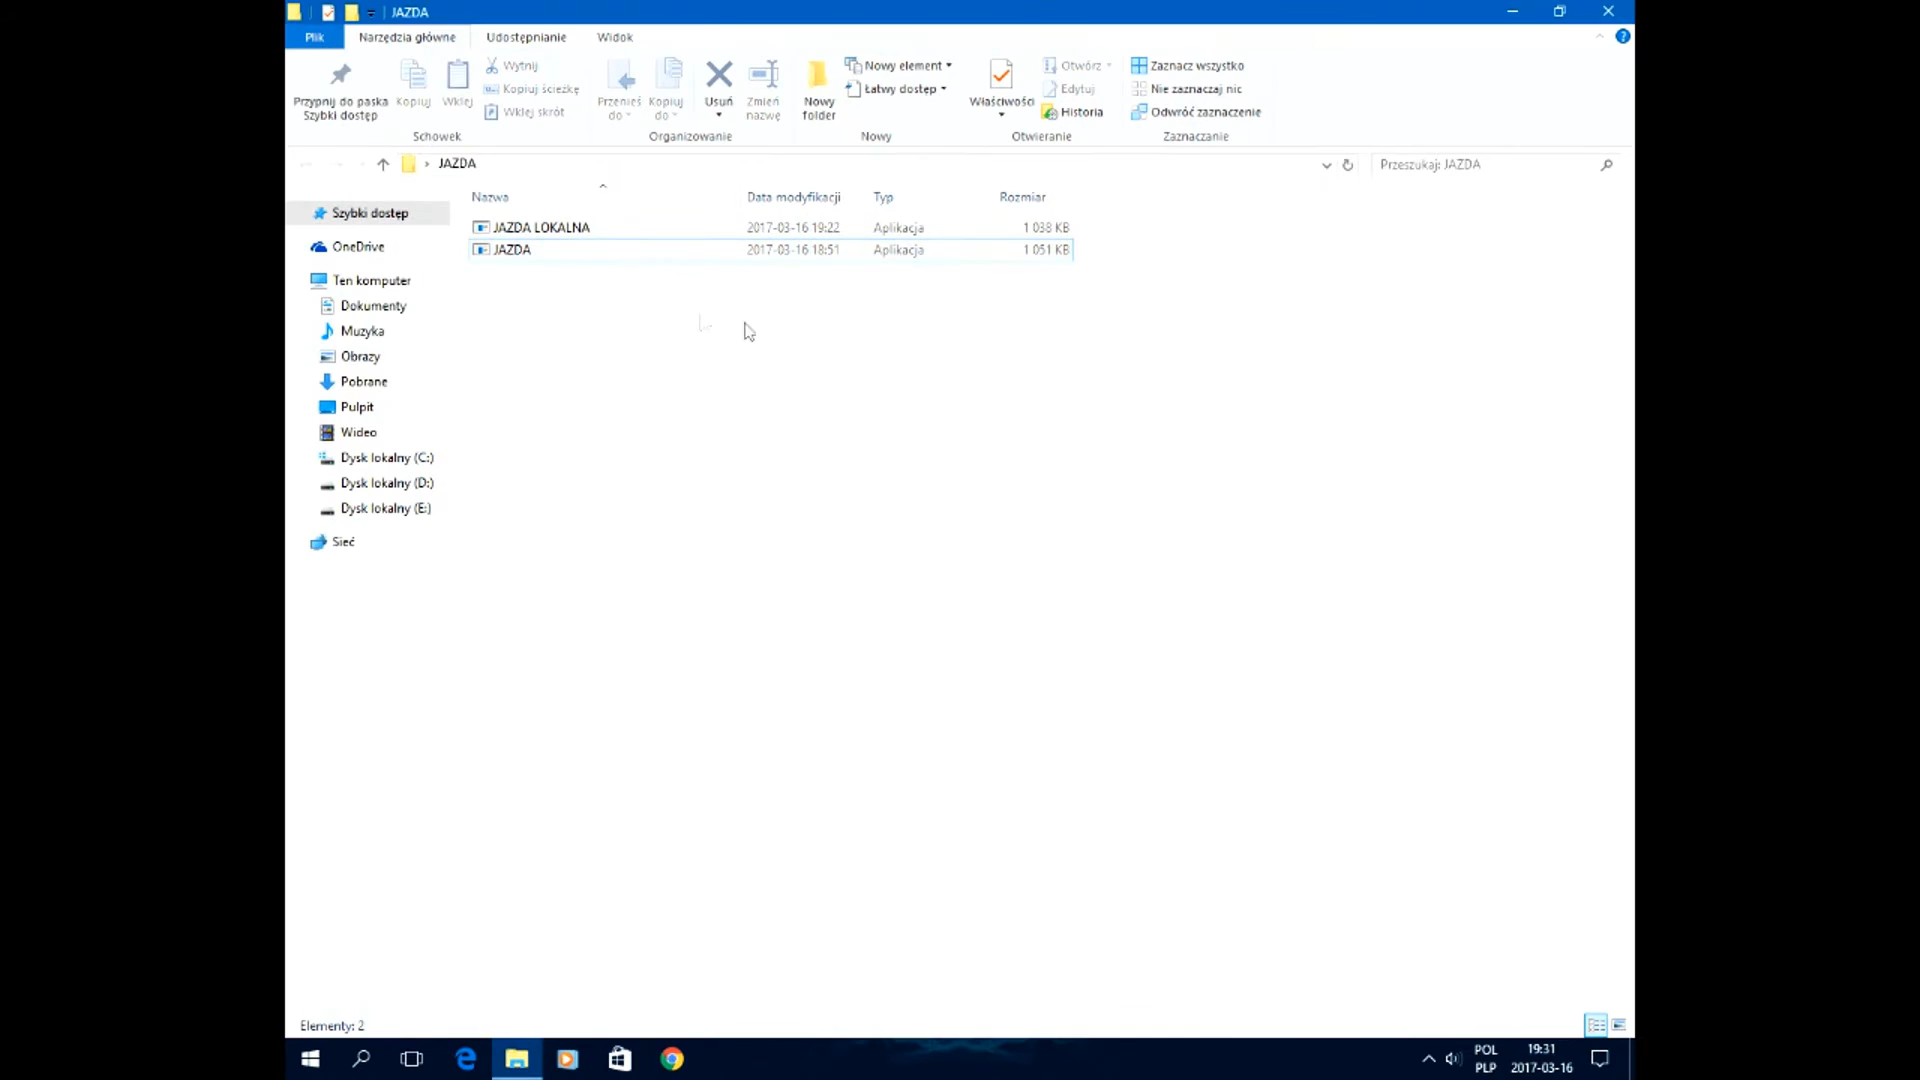 JAZDA
Plik Narzędzia główne Udostępnianie Widok
Przypnij do paska Szybki dostęp
Kopiuj
Wklej
Wytnij
Kopiuj ścieżkę
Wklej skrót
Schowek
Przenieś do
Kopiuj do
Usuń
Zmień nazwę
Organizowanie
Nowy folder
Nowy element
Łatwy dostęp
Nowy
Właściwości
Otwórz
Edytuj
Historia
Otwieranie
Zaznacz wszystko
Nie zaznaczaj nic
Odwróć zaznaczenie
Zaznaczanie
JAZDA
Przeszukaj: JAZDA
Szybki dostęp
OneDrive
Ten komputer
Dokumenty
Muzyka
Obrazy
Pobrane
Pulpit
Wideo
Dysk lokalny (C:)
Dysk lokalny (D:)
Dysk lokalny (E:)
Sieć
Nazwa Data modyfikacji Typ Rozmiar
JAZDA LOKALNA 2017-03-16 19:22 Aplikacja 1 038 KB
JAZDA 2017-03-16 18:51 Aplikacja 1 051 KB
Elementy: 2
POL
PLP
19:31
2017-03-16